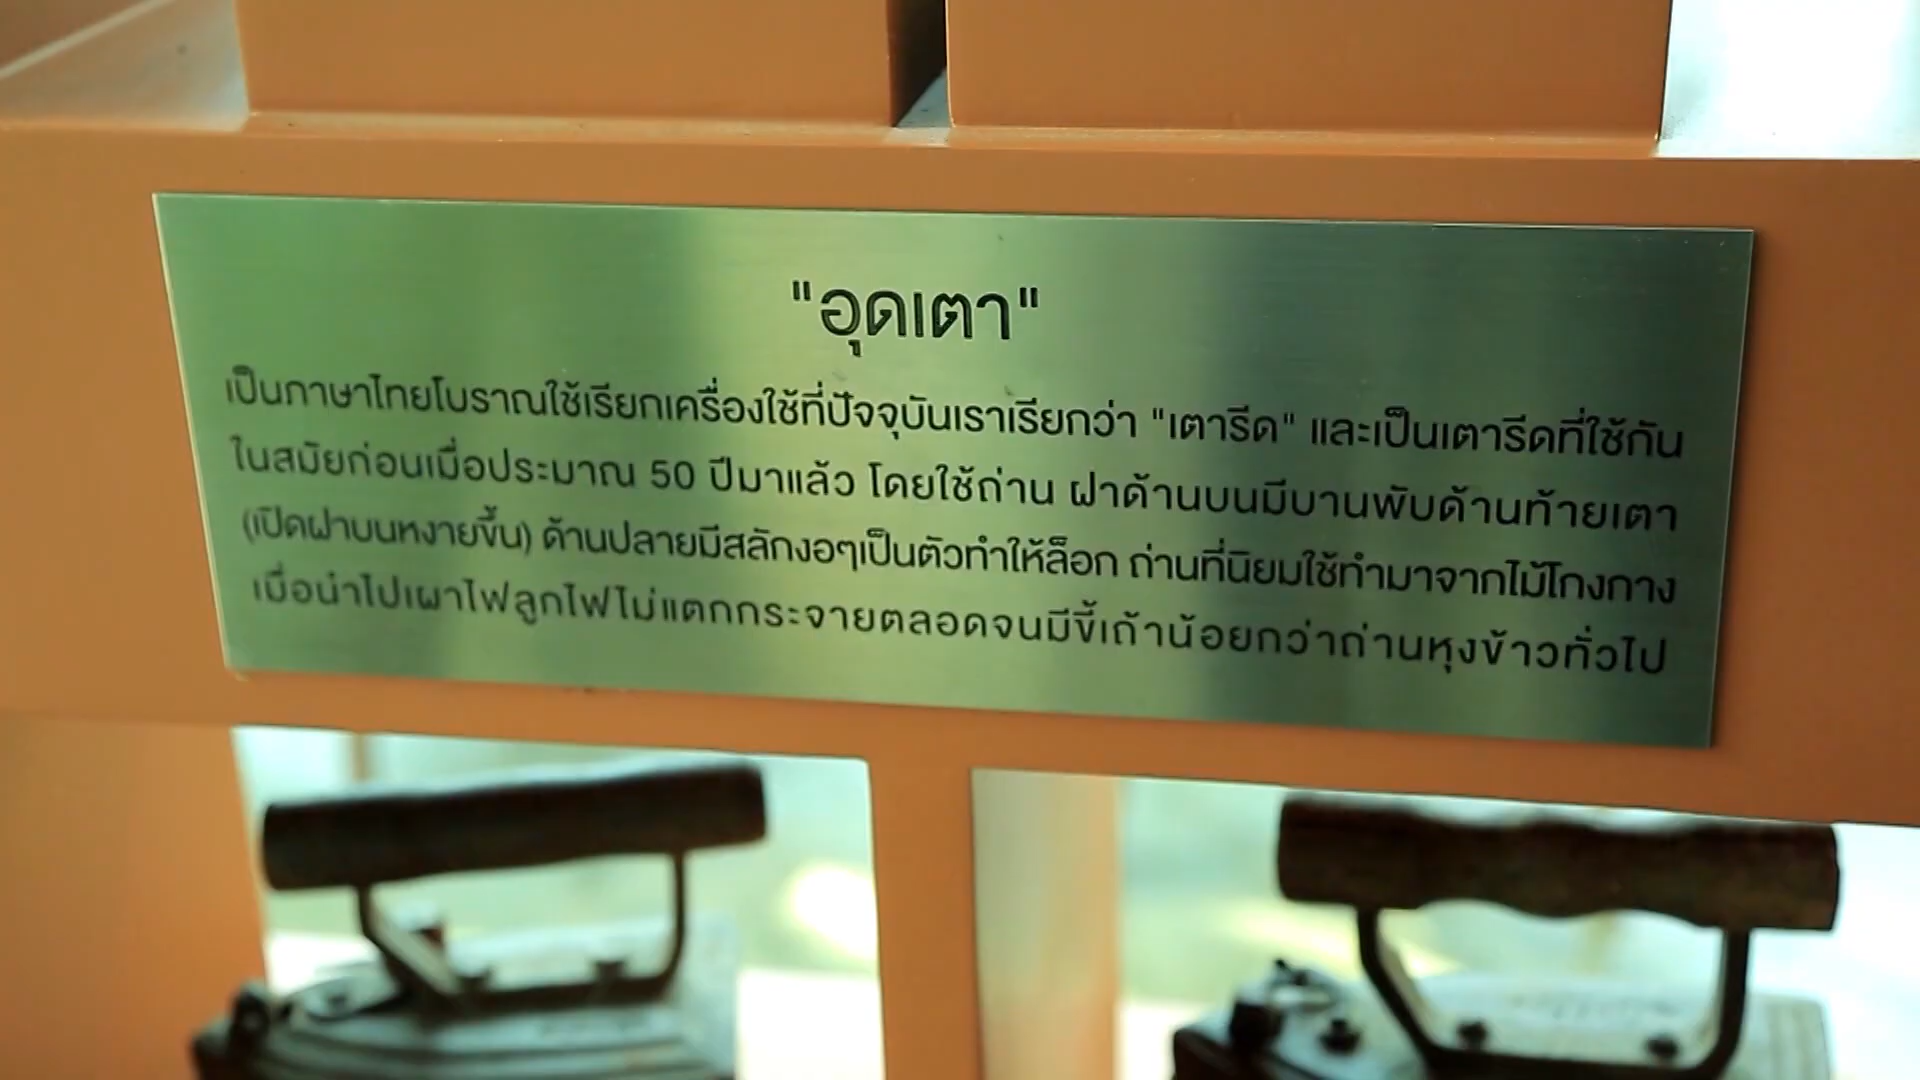 "อุดเตา"
เป็นภาษาไทยโบราณใช้เรียกเครื่องใช้ที่ปัจจุบันเราเรียกว่า "เตารีด" และเป็นเตารีดที่ใช้กัน
ในสมัยก่อนเมื่อประมาณ 50 ปีมาแล้ว โดยใช้ถ่าน ฝาด้านบนมีบานพับด้านท้ายเตา
(เปิดฝาบนหงายขึ้น) ด้านปลายมีสลักงอๆเป็นตัวทำให้ล็อก ถ่านที่นิยมใช้ทำมาจากไม้โกงกาง
เมื่อนำไปเผาไฟลูกไฟไม่แตกกระจายตลอดจนมีขี้เถ้าน้อยกว่าถ่านหุงข้าวทั่วไป